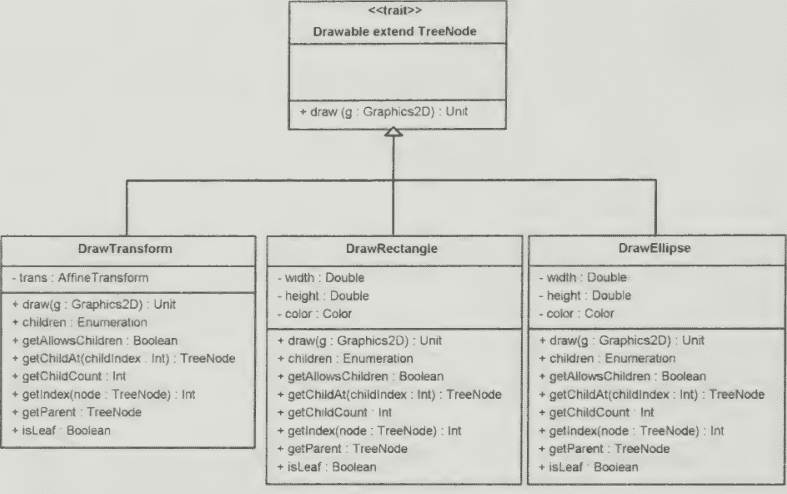 <<trait>>
Drawable extend TreeNode
+ draw (g : Graphics2D) : Unit
DrawTransform
- trans : AffineTransform
+ draw(g : Graphics2D) : Unit
+ children : Enumeration
+ getAllowsChildren : Boolean
+ getChildAt(childIndex : Int) : TreeNode
+ getChildCount : Int
+ getIndex(node : TreeNode) : Int
+ getParent : TreeNode
+ isLeaf : Boolean
DrawRectangle
- width : Double
- height : Double
- color : Color
+ draw(g : Graphics2D) : Unit
+ children : Enumeration
+ getAllowsChildren : Boolean
+ getChildAt(childIndex : Int) : TreeNode
+ getChildCount : Int
+ getIndex(node : TreeNode) : Int
+ getParent : TreeNode
+ isLeaf : Boolean
DrawEllipse
- width : Double
- height : Double
- color : Color
+ draw(g : Graphics2D) : Unit
+ children : Enumeration
+ getAllowsChildren : Boolean
+ getChildAt(childIndex : Int) : TreeNode
+ getChildCount : Int
+ getIndex(node : TreeNode) : Int
+ getParent : TreeNode
+ isLeaf : Boolean